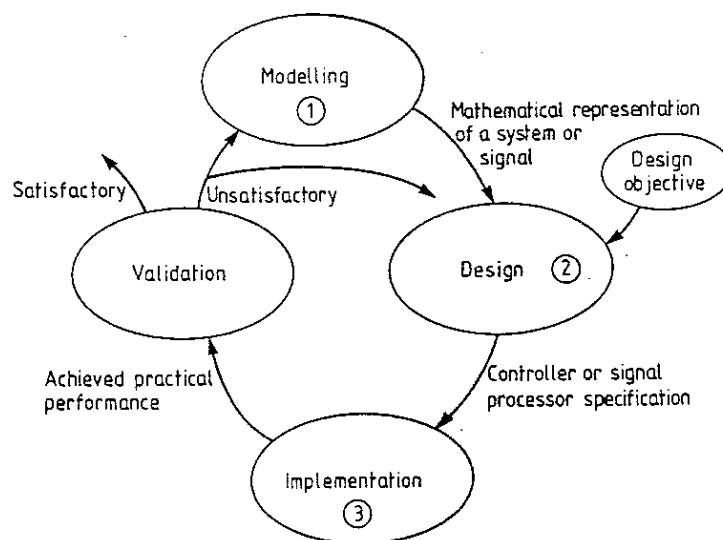 Modelling
1
Mathematical representation
of a system or
signal
Design
objective
Satisfactory
Unsatisfactory
Validation
Design 2
Achieved practical
performance
Controller or signal
processor specification
Implementation
3